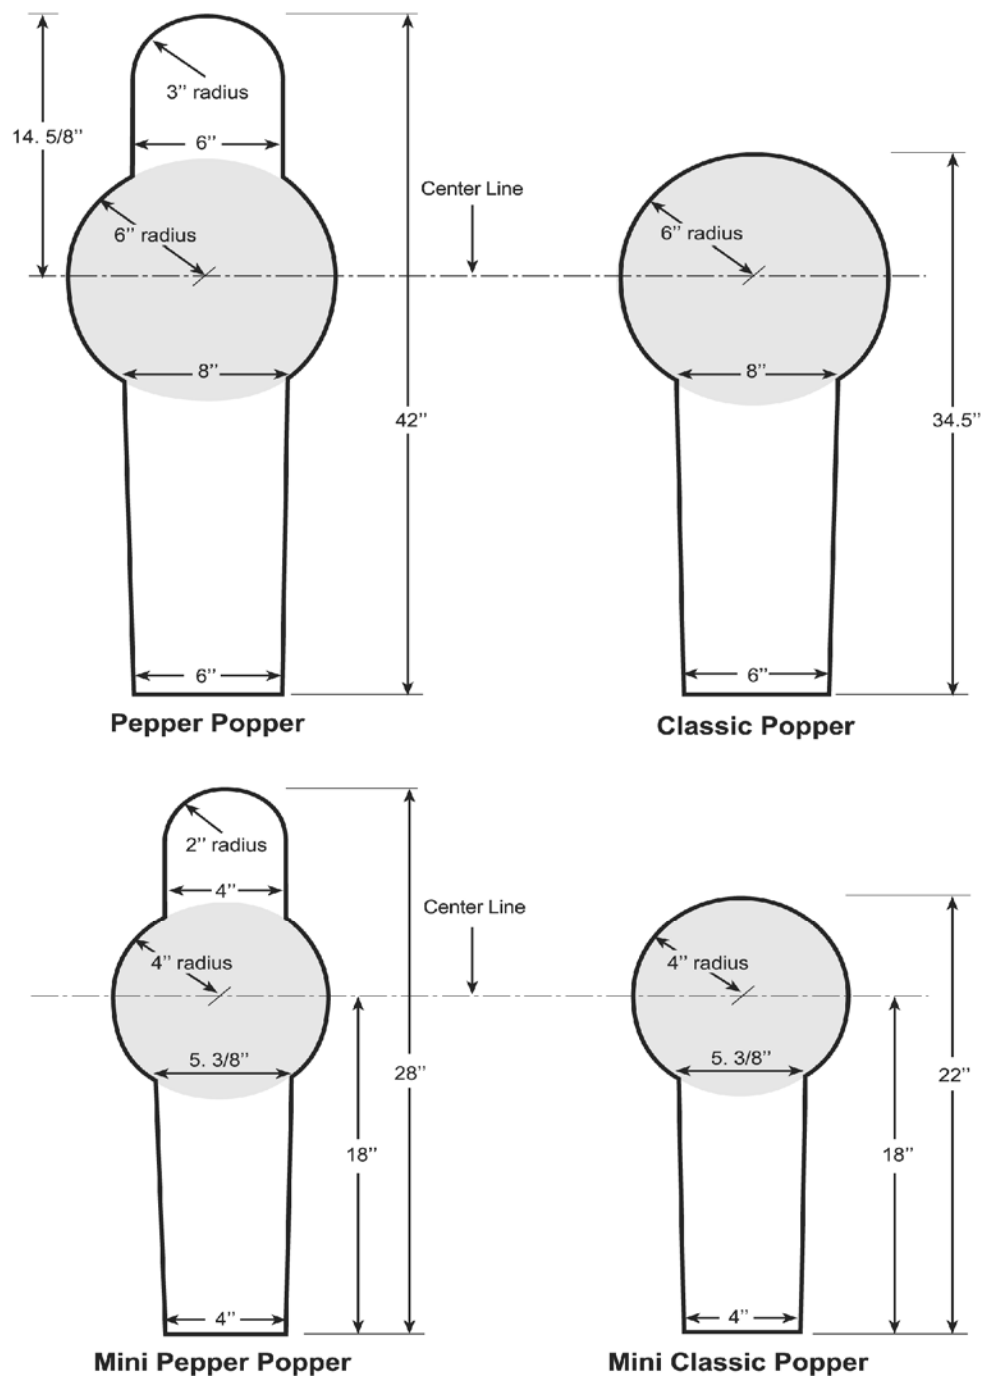 3’’ radius
14. 5/8’’
6’’
Center Line
6’’ radius
6’’ radius
8’’
8’’
42’’
34.5’’
6’’
6’’
Pepper Popper
Classic Popper
2’’ radius
4’’
Center Line
4’’ radius
4’’ radius
5. 3/8’’
5. 3/8’’
28’’
22’’
18’’
18’’
4’’
4’’
Mini Pepper Popper
Mini Classic Popper